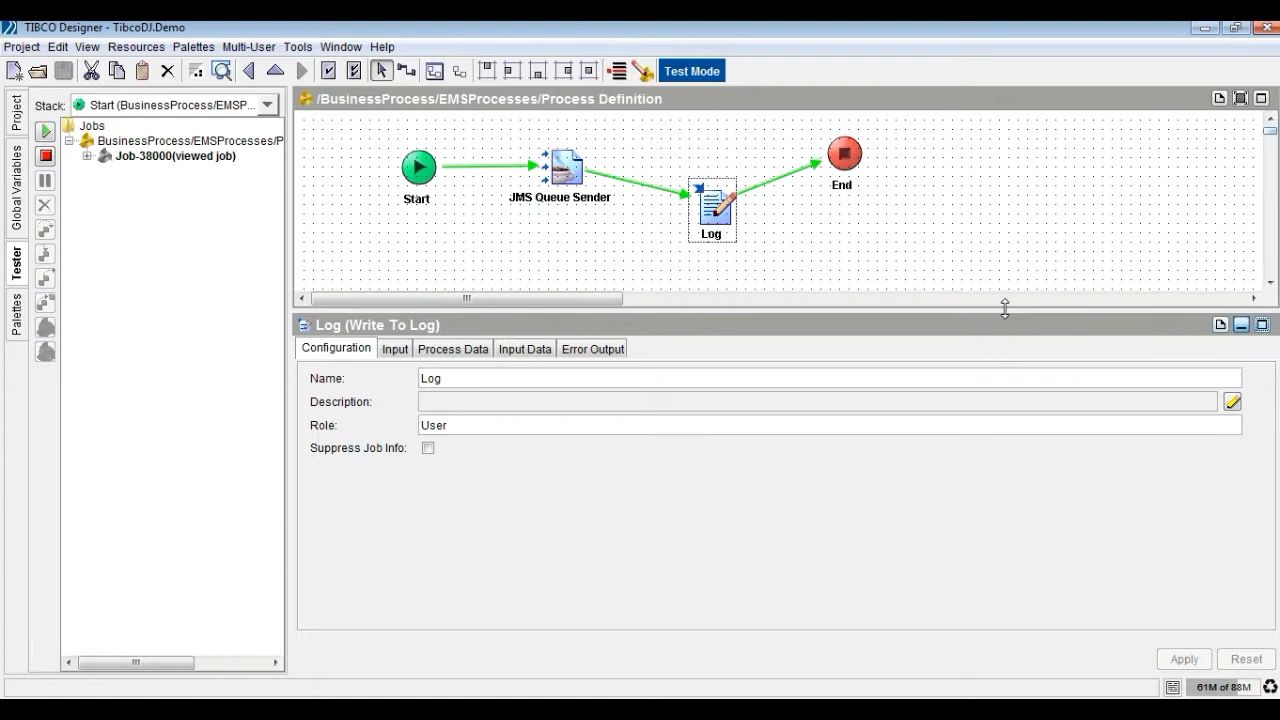 TIBCO Designer - TibcoDJ.Demo
Project Edit View Resources Palettes Multi-User Tools Window Help
Test Mode
Project
Global Variables
Tester
Palettes
Stack: Start (BusinessProcess/EMSP...
Jobs
BusinessProcess/EMSProcesses/P
Job-38000(viewed job)
/BusinessProcess/EMSProcesses/Process Definition
Start
JMS Queue Sender
Log
End
Log (Write To Log)
Configuration Input Process Data Input Data Error Output
Name: Log
Description:
Role: User
Suppress Job Info:
Apply Reset
61M of 88M